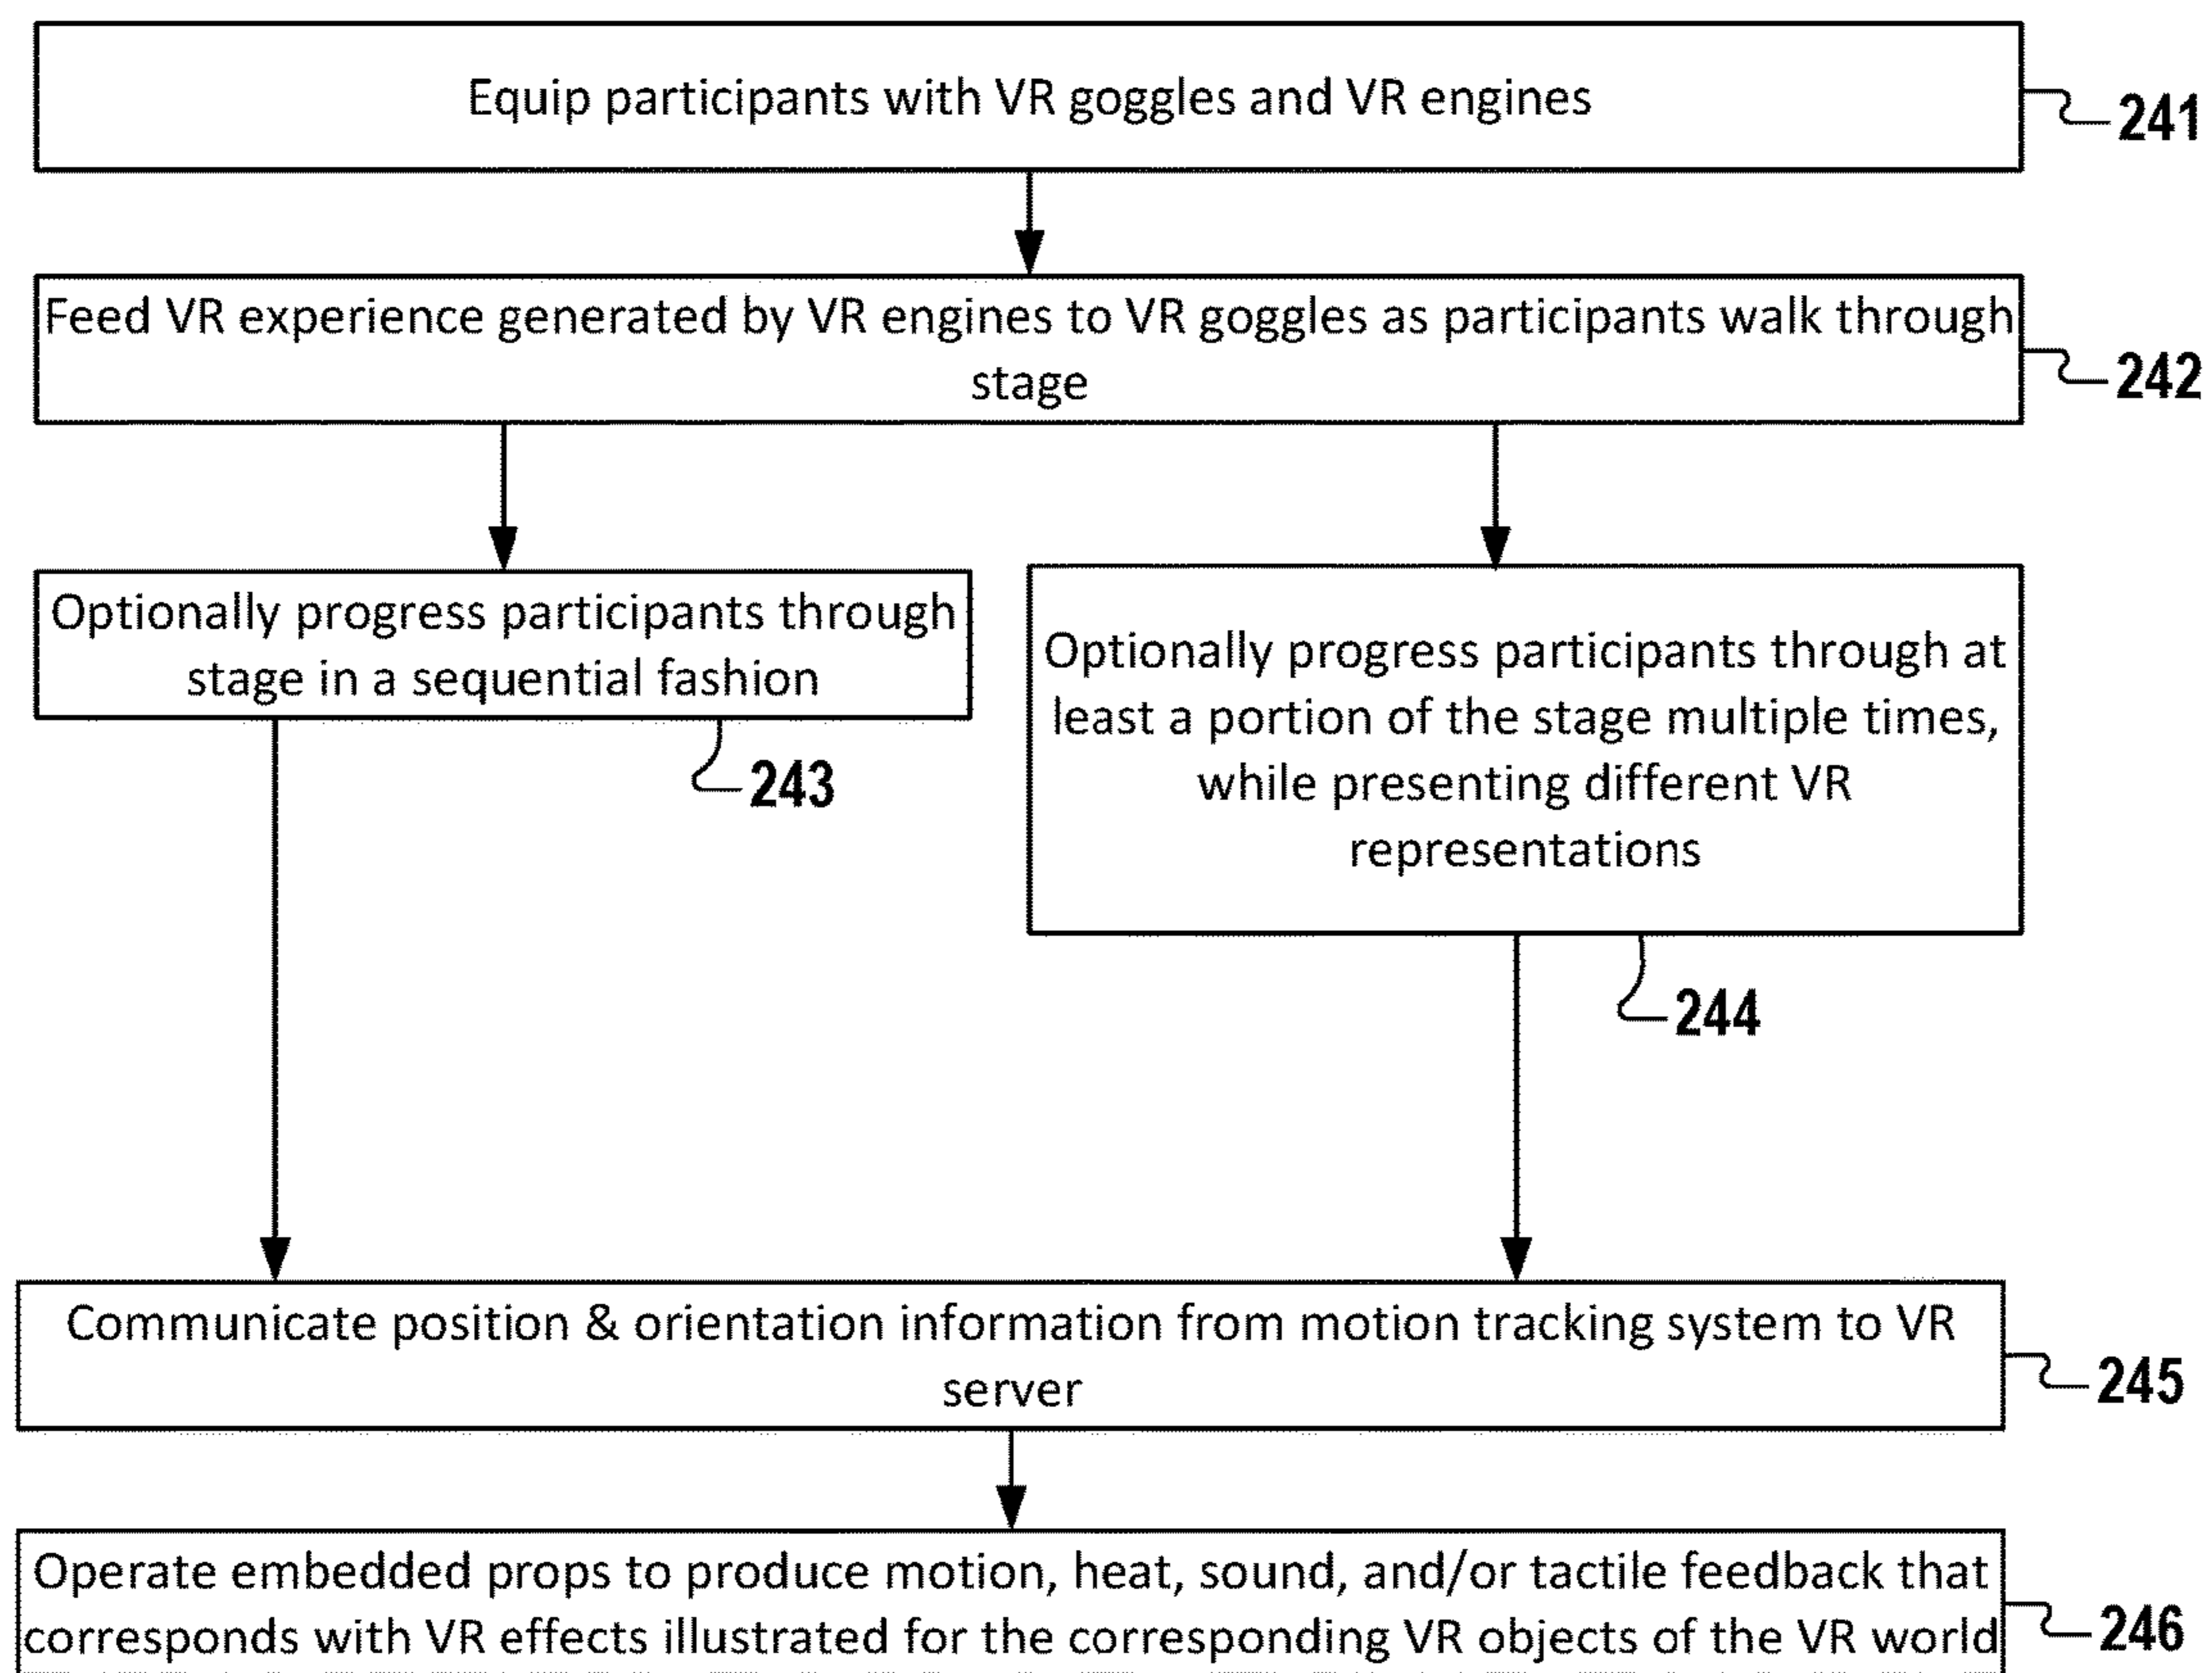 Equip participants with VR goggles and VR engines
241
Feed VR experience generated by VR engines to VR goggles as participants walk through
stage
242
Optionally progress participants through
stage in a sequential fashion
243
Optionally progress participants through at
least a portion of the stage multiple times,
while presenting different VR
representations
244
Communicate position & orientation information from motion tracking system to VR
server
245
Operate embedded props to produce motion, heat, sound, and/or tactile feedback that
corresponds with VR effects illustrated for the corresponding VR objects of the VR world
246